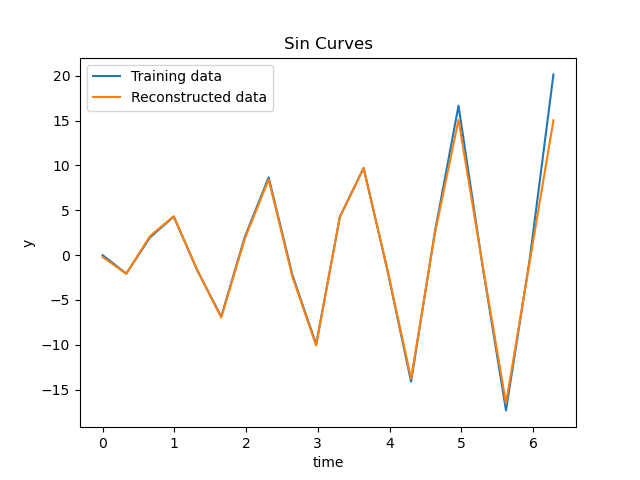 Sin Curves
Training data
Reconstructed data
20
15
10
5
0
−5
−10
−15
y
0 1 2 3 4 5 6
time